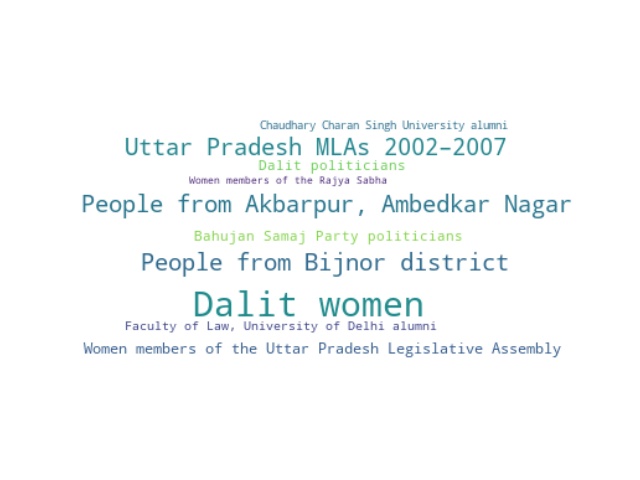 Chaudhary Charan Singh University alumni
Uttar Pradesh MLAs 2002–2007
Dalit politicians
Women members of the Rajya Sabha
People from Akbarpur, Ambedkar Nagar
Bahujan Samaj Party politicians
People from Bijnor district
Dalit women
Faculty of Law, University of Delhi alumni
Women members of the Uttar Pradesh Legislative Assembly